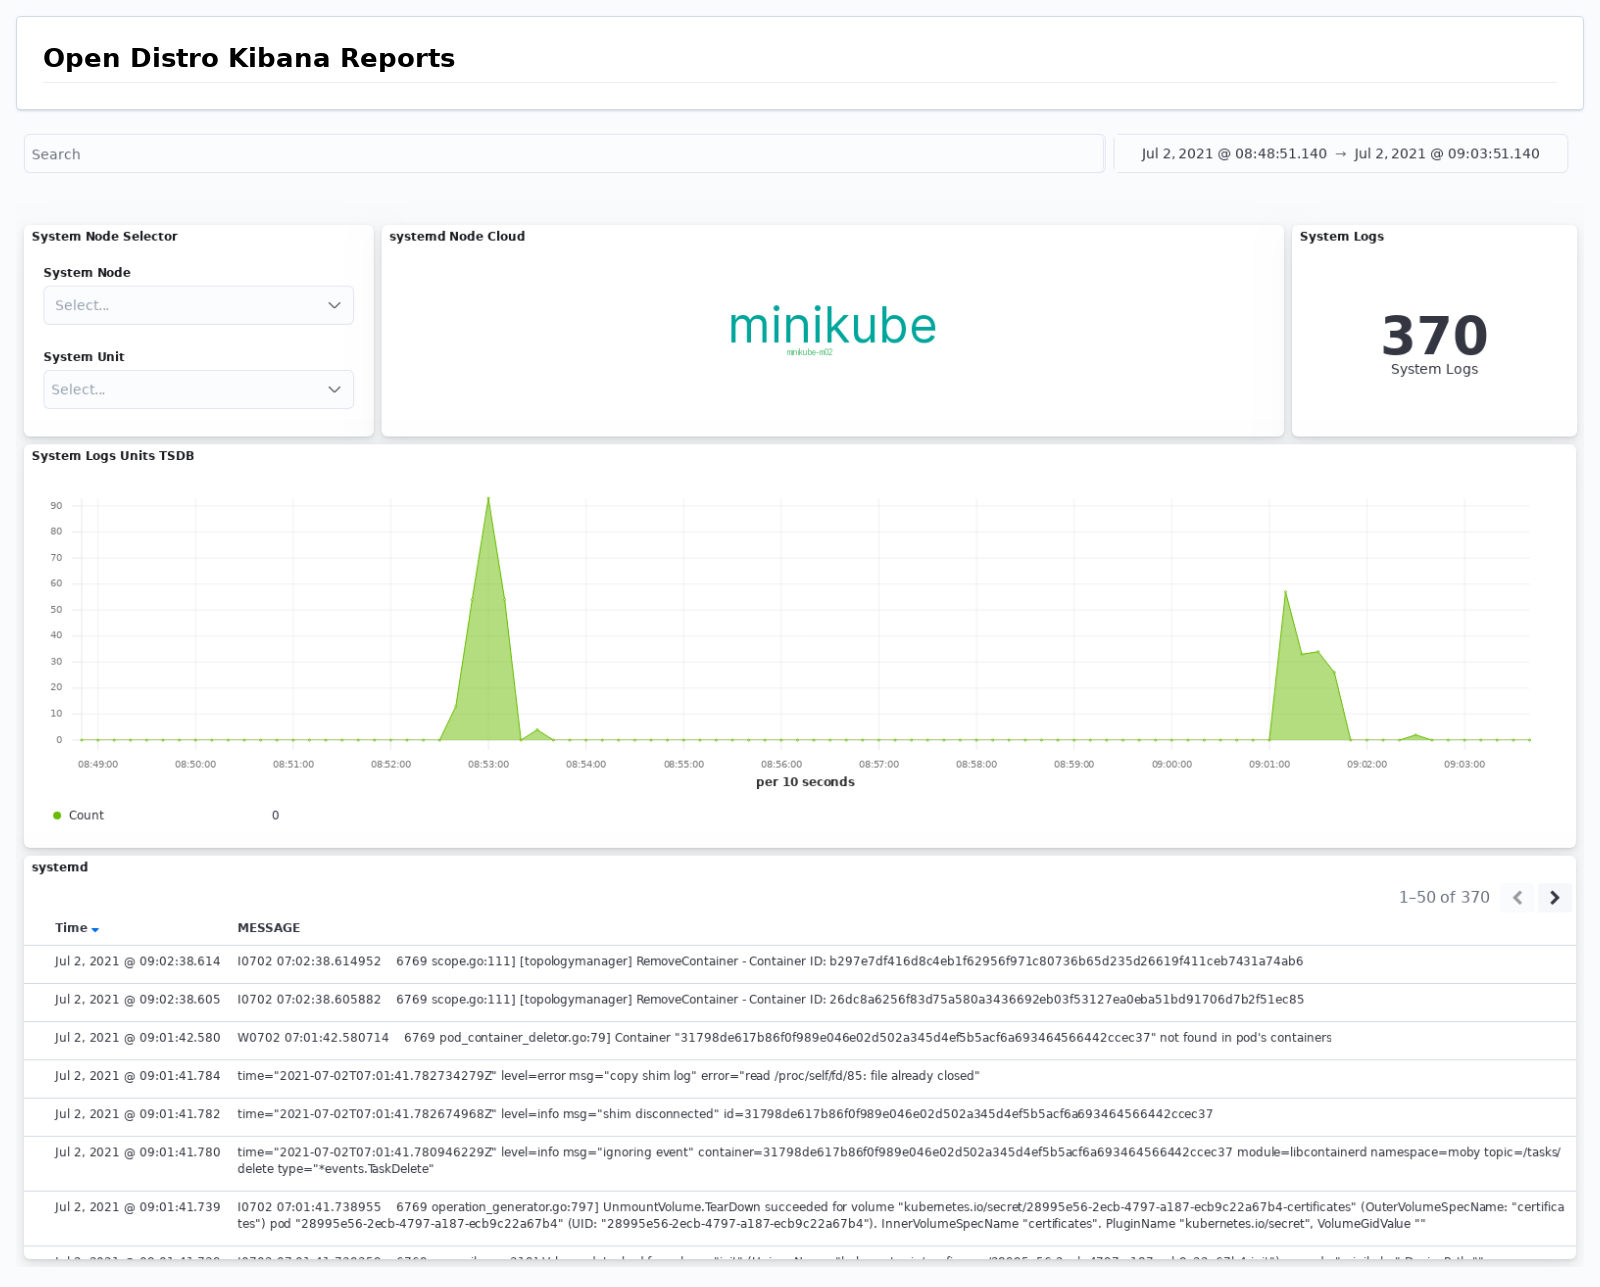 Open Distro Kibana Reports
Search
Jul 2, 2021 @ 08:48:51.140 → Jul 2, 2021 @ 09:03:51.140
System Node Selector
System Node
Select...
System Unit
Select...
systemd Node Cloud
minikube
minikube-m02
System Logs
370
System Logs
System Logs Units TSDB
90
80
70
60
50
40
30
20
10
0
08:49:00 08:50:00 08:51:00 08:52:00 08:53:00 08:54:00 08:55:00 08:56:00 08:57:00 08:58:00 08:59:00 09:00:00 09:01:00 09:02:00 09:03:00
per 10 seconds
Count 0
systemd
1–50 of 370
Time MESSAGE
Jul 2, 2021 @ 09:02:38.614 I0702 07:02:38.614952 6769 scope.go:111] [topologymanager] RemoveContainer - Container ID: b297e7df416d8c4eb1f62956f971c80736b65d235d26619f411ceb7431a74ab6
Jul 2, 2021 @ 09:02:38.605 I0702 07:02:38.605882 6769 scope.go:111] [topologymanager] RemoveContainer - Container ID: 26dc8a6256f83d75a580a3436692eb03f53127ea0eba51bd91706d7b2f51ec85
Jul 2, 2021 @ 09:01:42.580 W0702 07:01:42.580714 6769 pod_container_deletor.go:79] Container "31798de617b86f0f989e046e02d502a345d4ef5b5acf6a693464566442ccec37" not found in pod's containers
Jul 2, 2021 @ 09:01:41.784 time="2021-07-02T07:01:41.782734279Z" level=error msg="copy shim log" error="read /proc/self/fd/85: file already closed"
Jul 2, 2021 @ 09:01:41.782 time="2021-07-02T07:01:41.782674968Z" level=info msg="shim disconnected" id=31798de617b86f0f989e046e02d502a345d4ef5b5acf6a693464566442ccec37
Jul 2, 2021 @ 09:01:41.780 time="2021-07-02T07:01:41.780946229Z" level=info msg="ignoring event" container=31798de617b86f0f989e046e02d502a345d4ef5b5acf6a693464566442ccec37 module=libcontainerd namespace=moby topic=/tasks/
delete type="*events.TaskDelete"
Jul 2, 2021 @ 09:01:41.739 I0702 07:01:41.738955 6769 operation_generator.go:797] UnmountVolume.TearDown succeeded for volume "kubernetes.io/secret/28995e56-2ecb-4797-a187-ecb9c22a67b4-certificates" (OuterVolumeSpecName: "certifica
tes") pod "28995e56-2ecb-4797-a187-ecb9c22a67b4" (UID: "28995e56-2ecb-4797-a187-ecb9c22a67b4"). InnerVolumeSpecName "certificates". PluginName "kubernetes.io/secret", VolumeGidValue ""